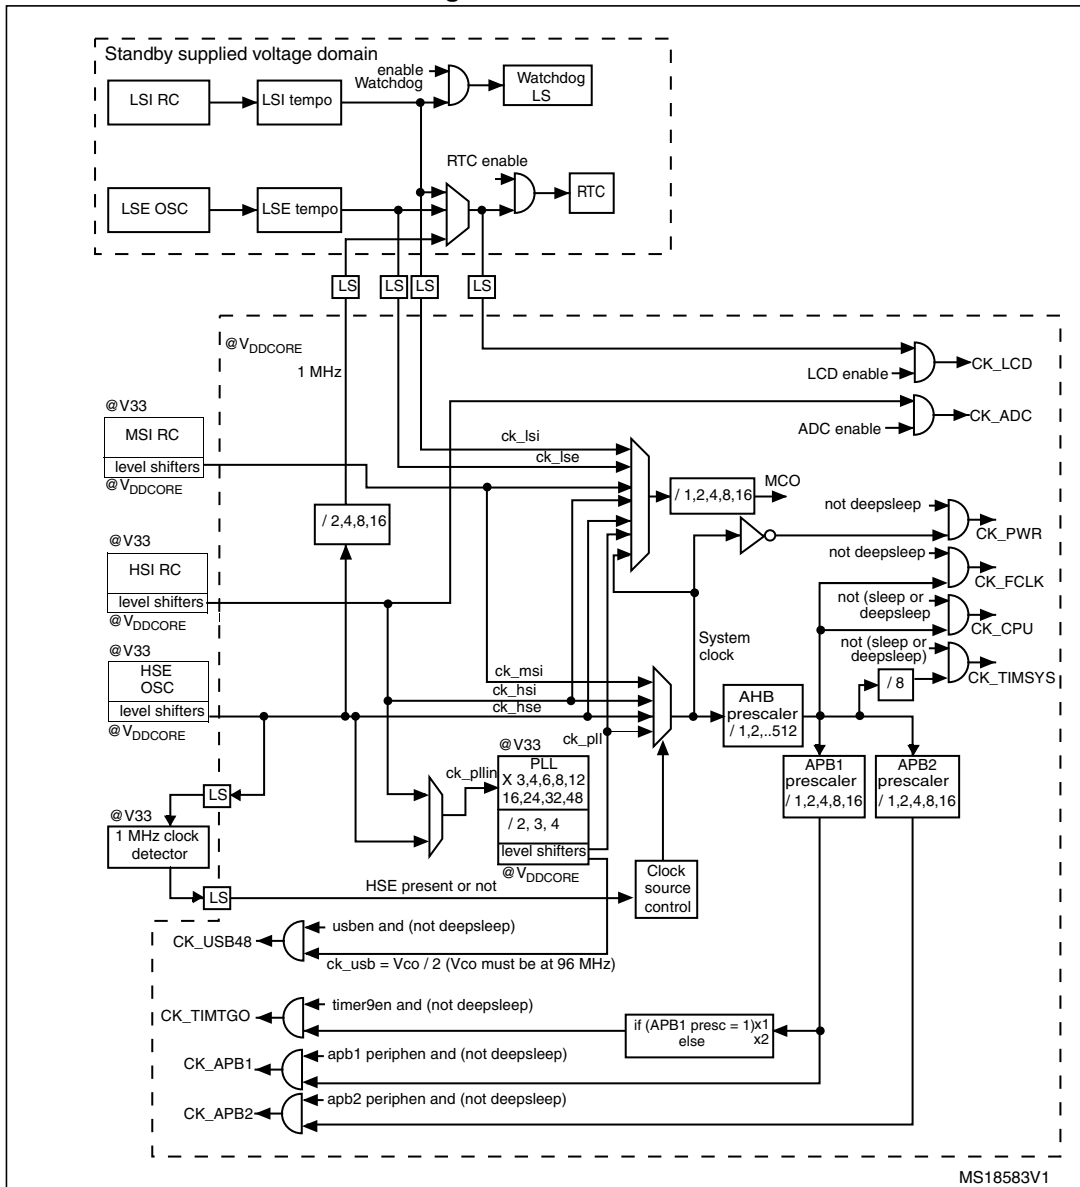 Standby supplied voltage domain
enable
Watchdog
Watchdog
LS
LSI RC
LSI tempo
RTC enable
RTC
LSE OSC
LSE tempo
LS
LS
LS
LS
@VDDCORE
1 MHz
LCD enable
CK_LCD
ADC enable
CK_ADC
@V33
MSI RC
level shifters
@VDDCORE
ck_lsi
ck_lse
/ 2,4,8,16
/ 1,2,4,8,16
MCO
not deepsleep
CK_PWR
not deepsleep
CK_FCLK
not (sleep or
deepsleep
CK_CPU
not (sleep or
deepsleep)
CK_TIMSYS
/ 8
@V33
HSI RC
level shifters
@VDDCORE
System
clock
@V33
HSE
OSC
level shifters
@VDDCORE
ck_msi
ck_hsi
ck_hse
ck_pll
AHB
prescaler
/ 1,2,..512
APB1
prescaler
/ 1,2,4,8,16
APB2
prescaler
/ 1,2,4,8,16
ck_pllin
@V33
PLL
X 3,4,6,8,12
16,24,32,48
/ 2, 3, 4
level shifters
@VDDCORE
LS
@V33
1 MHz clock
detector
LS
HSE present or not
Clock
source
control
CK_USB48
usben and (not deepsleep)
ck_usb = Vco / 2 (Vco must be at 96 MHz)
CK_TIMTGO
timer9en and (not deepsleep)
if (APB1 presc = 1)x1
else x2
CK_APB1
apb1 periphen and (not deepsleep)
CK_APB2
apb2 periphen and (not deepsleep)
MS18583V1